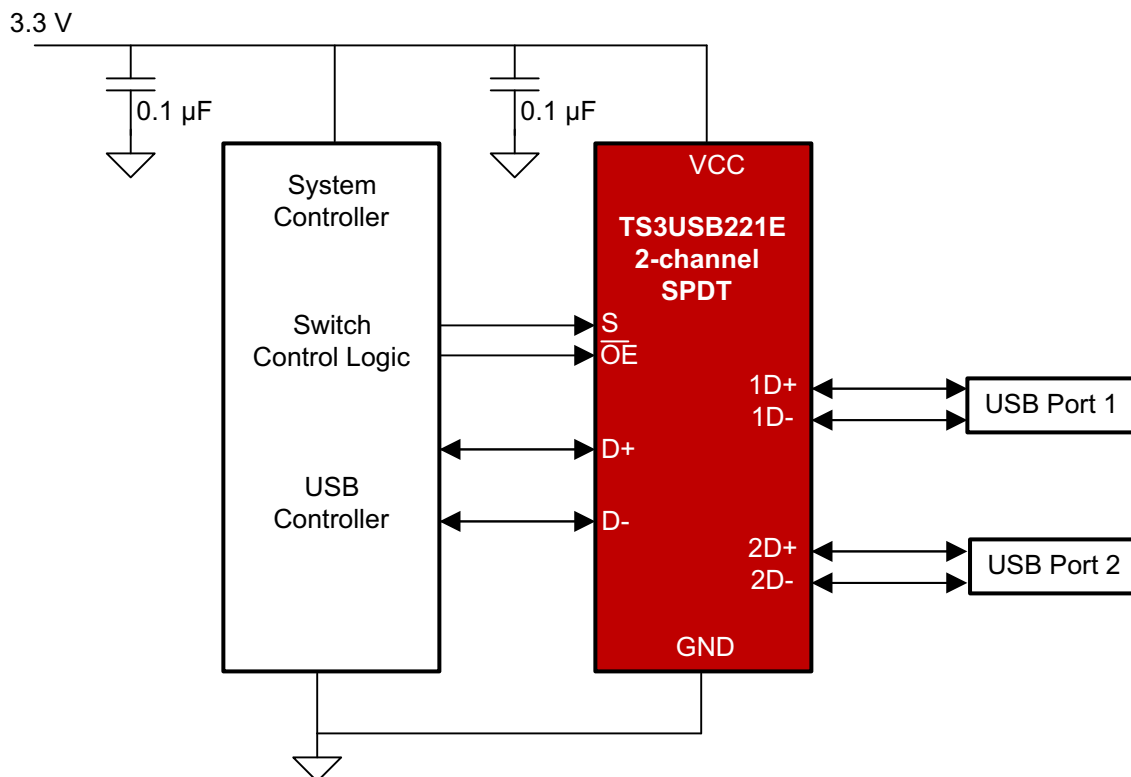 3.3 V
0.1 µF
0.1 µF
System
Controller
Switch
Control Logic
USB
Controller
VCC
TS3USB221E
2-channel
SPDT
S
OE
D+
D-
1D+
1D-
2D+
2D-
GND
USB Port 1
USB Port 2